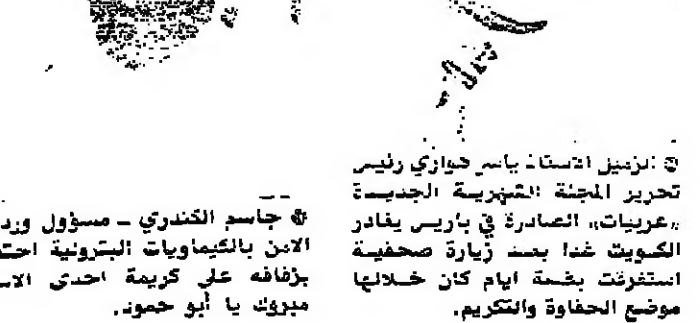 الزميل الاستاذ ياسر هواري رئيس
تحرير المجلة الشهرية الجديدة
«عربيات» الصادرة في باريس يغادر
الكويت غدا بعد زيارة صحفية
استغرقت بضعة ايام كان خلالها
موضع الحفاوة والتكريم.
جاسم الكندري - مسؤول
الامن بالكيماويات البترولية
بزفافه على كريمة احدى
مبروك يا أبو حمود.